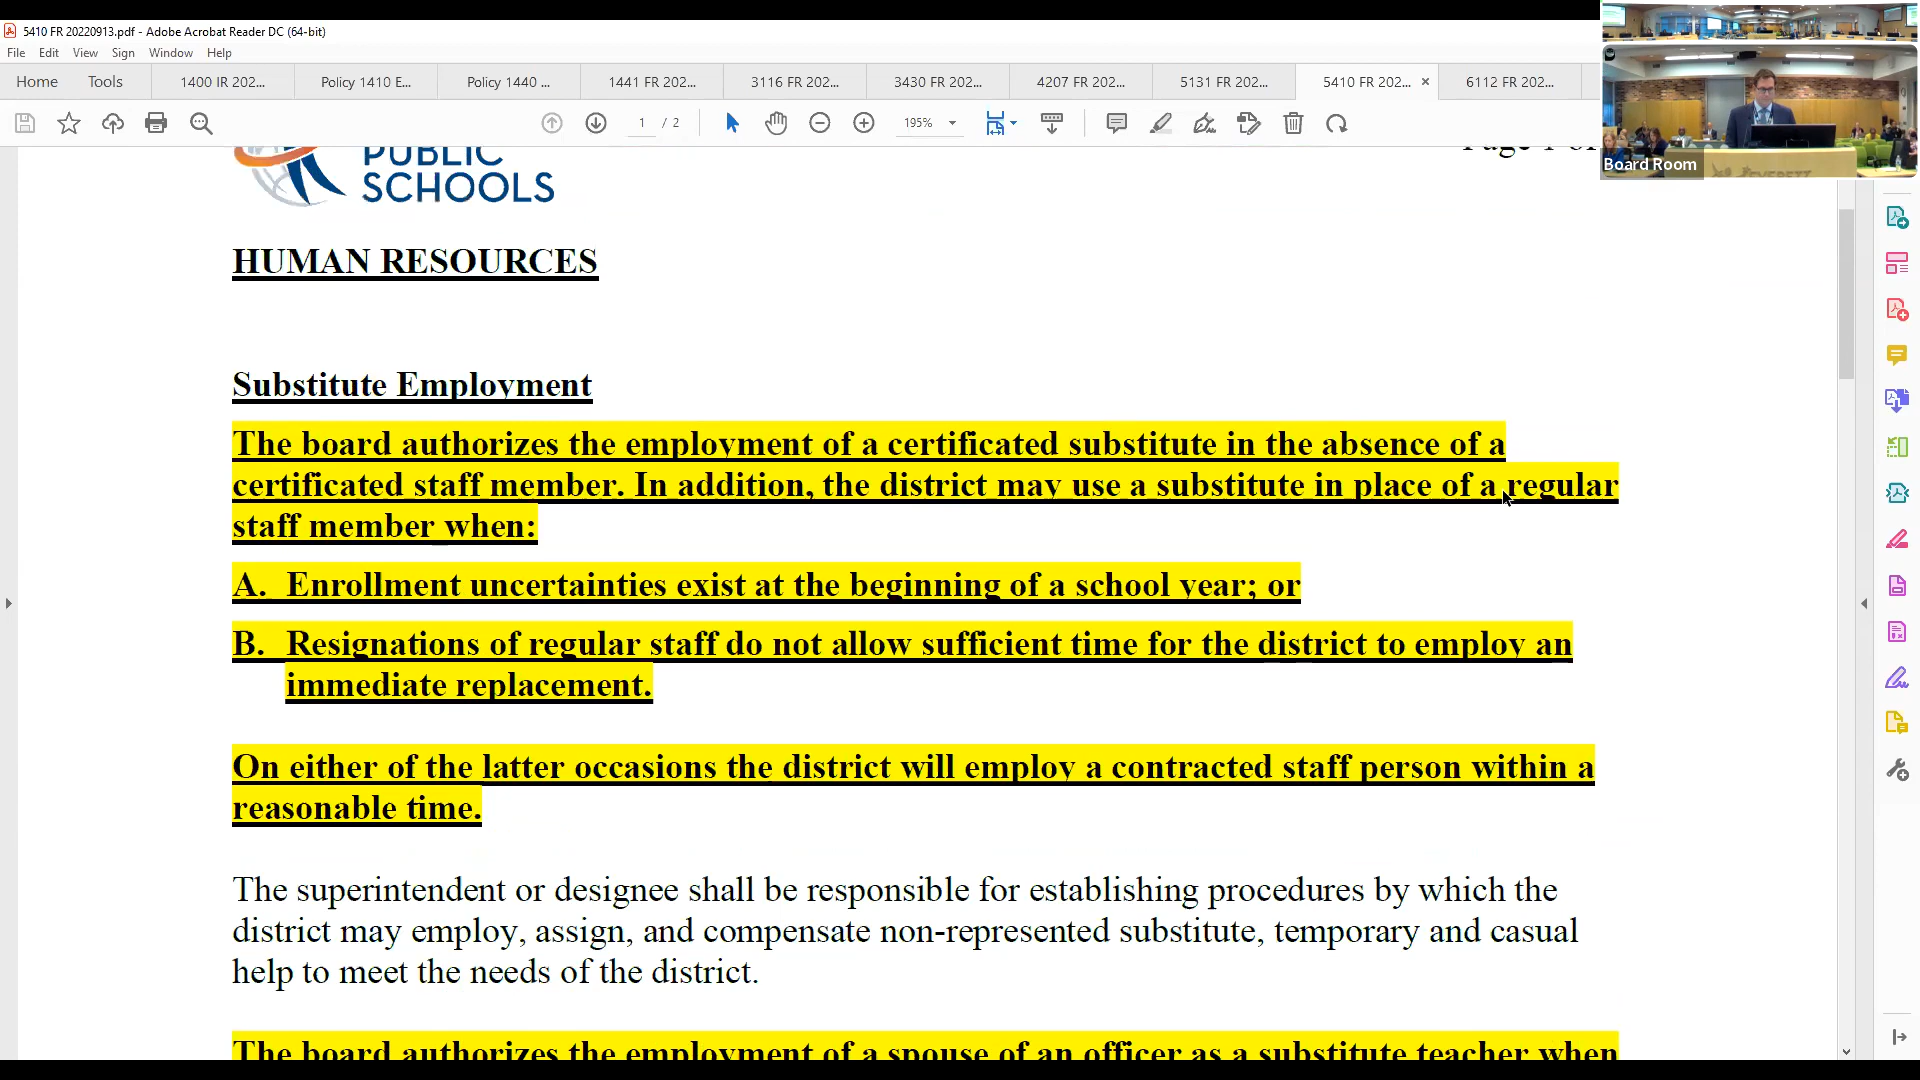 5410 FR 20220913.pdf - Adobe Acrobat Reader DC (64-bit)
File Edit View Sign Window Help
Home Tools 1400 IR 202... Policy 1410 E... Policy 1440 ... 1441 FR 202... 3116 FR 202... 3430 FR 202... 4207 FR 202... 5131 FR 202... 5410 FR 202... × 6112 FR 202...
1 / 2 195%
Board Room
EVERETT
Page 1 of
PUBLIC
SCHOOLS
HUMAN RESOURCES
Substitute Employment
The board authorizes the employment of a certificated substitute in the absence of a
certificated staff member. In addition, the district may use a substitute in place of a regular
staff member when:
A. Enrollment uncertainties exist at the beginning of a school year; or
B. Resignations of regular staff do not allow sufficient time for the district to employ an
immediate replacement.
On either of the latter occasions the district will employ a contracted staff person within a
reasonable time.
The superintendent or designee shall be responsible for establishing procedures by which the
district may employ, assign, and compensate non-represented substitute, temporary and casual
help to meet the needs of the district.
The board authorizes the employment of a spouse of an officer as a substitute teacher when